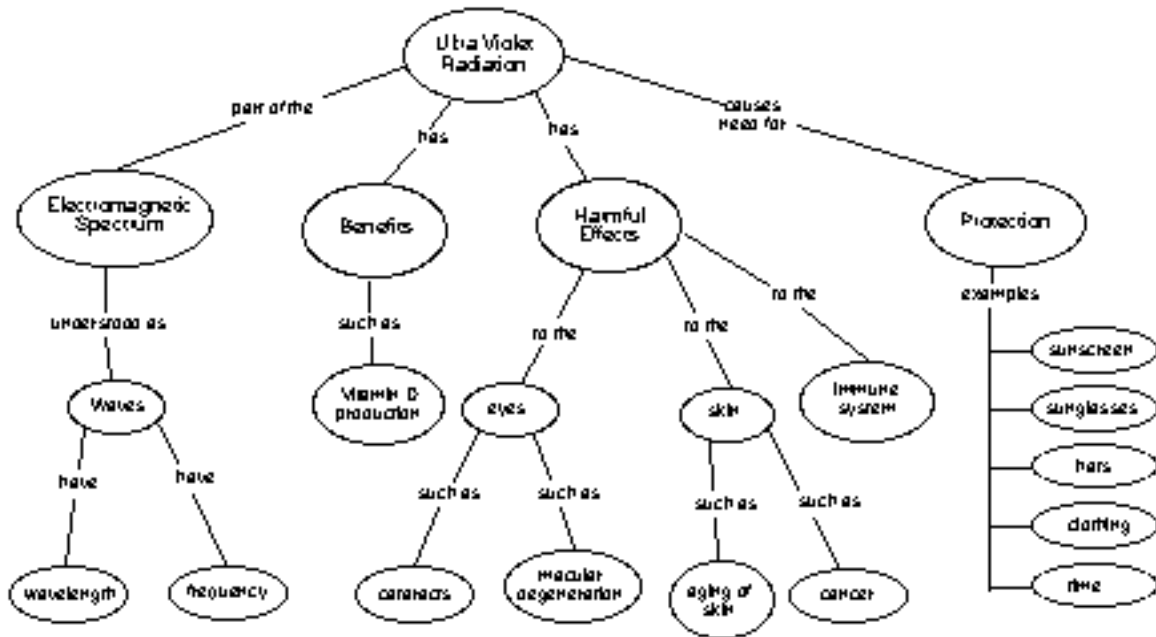 Ultra Violet
Radiation
part of the
has
has
causes
need for
Electromagnetic
Spectrum
Benefits
Harmful
Effects
Protection
understood as
such as
to the
to the
to the
examples
Waves
Vitamin D
production
eyes
skin
immune
system
sunscreen
sunglasses
hats
clothing
time
have
have
such as
such as
such as
such as
wavelength
frequency
cataracts
macular
degeneration
aging of
skin
cancer